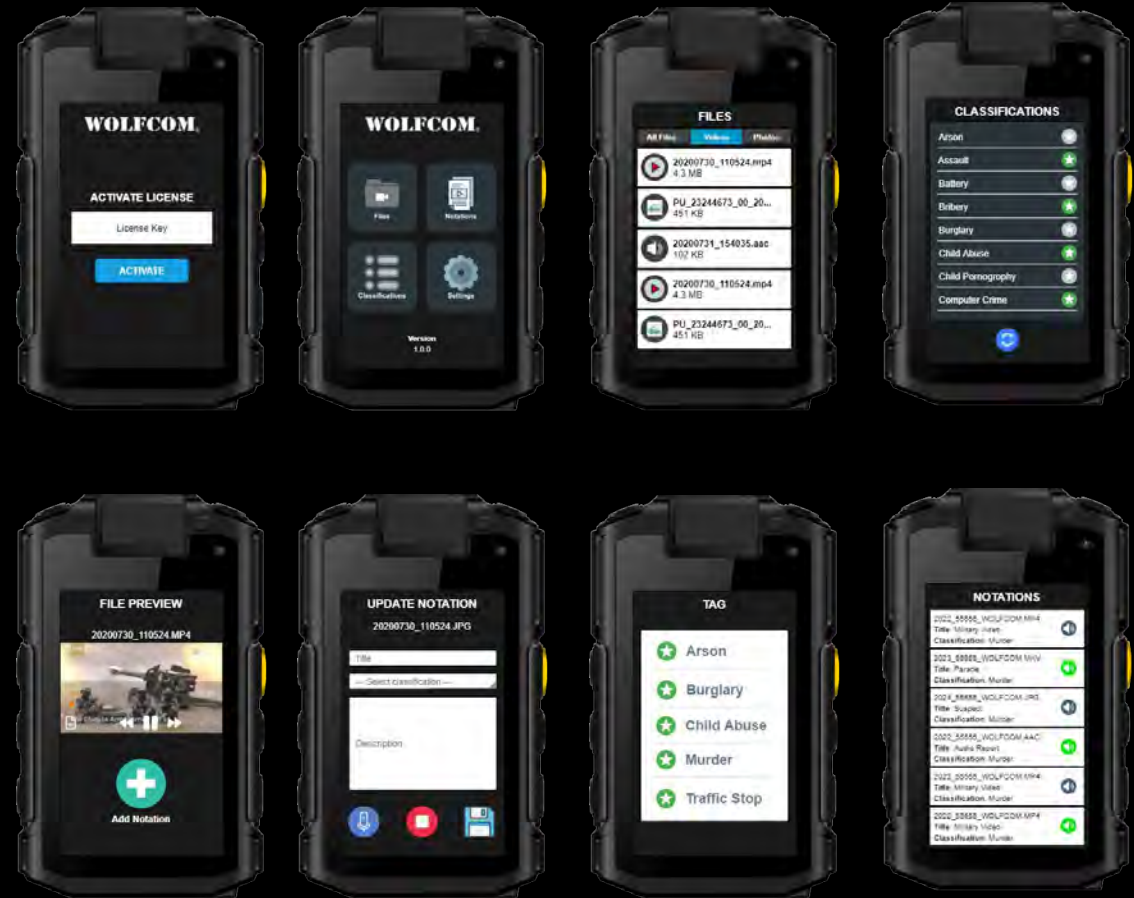 WOLFCOM
ACTIVATE LICENSE
License Key
ACTIVATE
WOLFCOM
Files
Notations
Classifications
Settings
Version
1.0.0
FILES
All Files
Videos
Photos
20200730_110524.mp4
4.3 MB
PU_23244673_00_20...
451 KB
20200731_154035.aac
102 KB
20200730_110524.mp4
4.3 MB
PU_23244673_00_20...
451 KB
CLASSIFICATIONS
Arson
Assault
Battery
Bribery
Burglary
Child Abuse
Child Pornography
Computer Crime
FILE PREVIEW
20200730_110524.MP4
Add Notation
UPDATE NOTATION
20200730_110524.JPG
Title
--- Select classification ---
Description
TAG
Arson
Burglary
Child Abuse
Murder
Traffic Stop
NOTATIONS
Title: Military Video
Classification: Murder
Title: Parade
Classification: Murder
Title: Suspect
Classification: Murder
Title: Audio Report
Classification: Murder
Title: Military Video
Classification: Murder
Title: Military Video
Classification: Murder